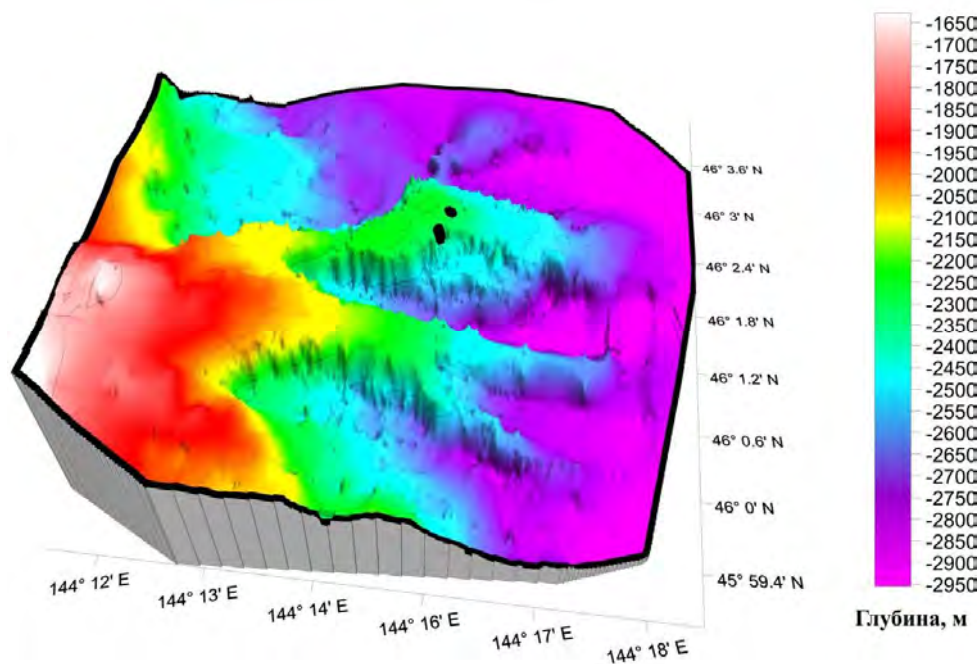 -1650
-1700
-1750
-1800
-1850
-1900
-1950
-2000
-2050
-2100
-2150
-2200
-2250
-2300
-2350
-2400
-2450
-2500
-2550
-2600
-2650
-2700
-2750
-2800
-2850
-2900
-2950
Глубина, м
46° 3.6' N
46° 3' N
46° 2.4' N
46° 1.8' N
46° 1.2' N
46° 0.6' N
46° 0' N
45° 59.4' N
144° 12' E
144° 13' E
144° 14' E
144° 16' E
144° 17' E
144° 18' E